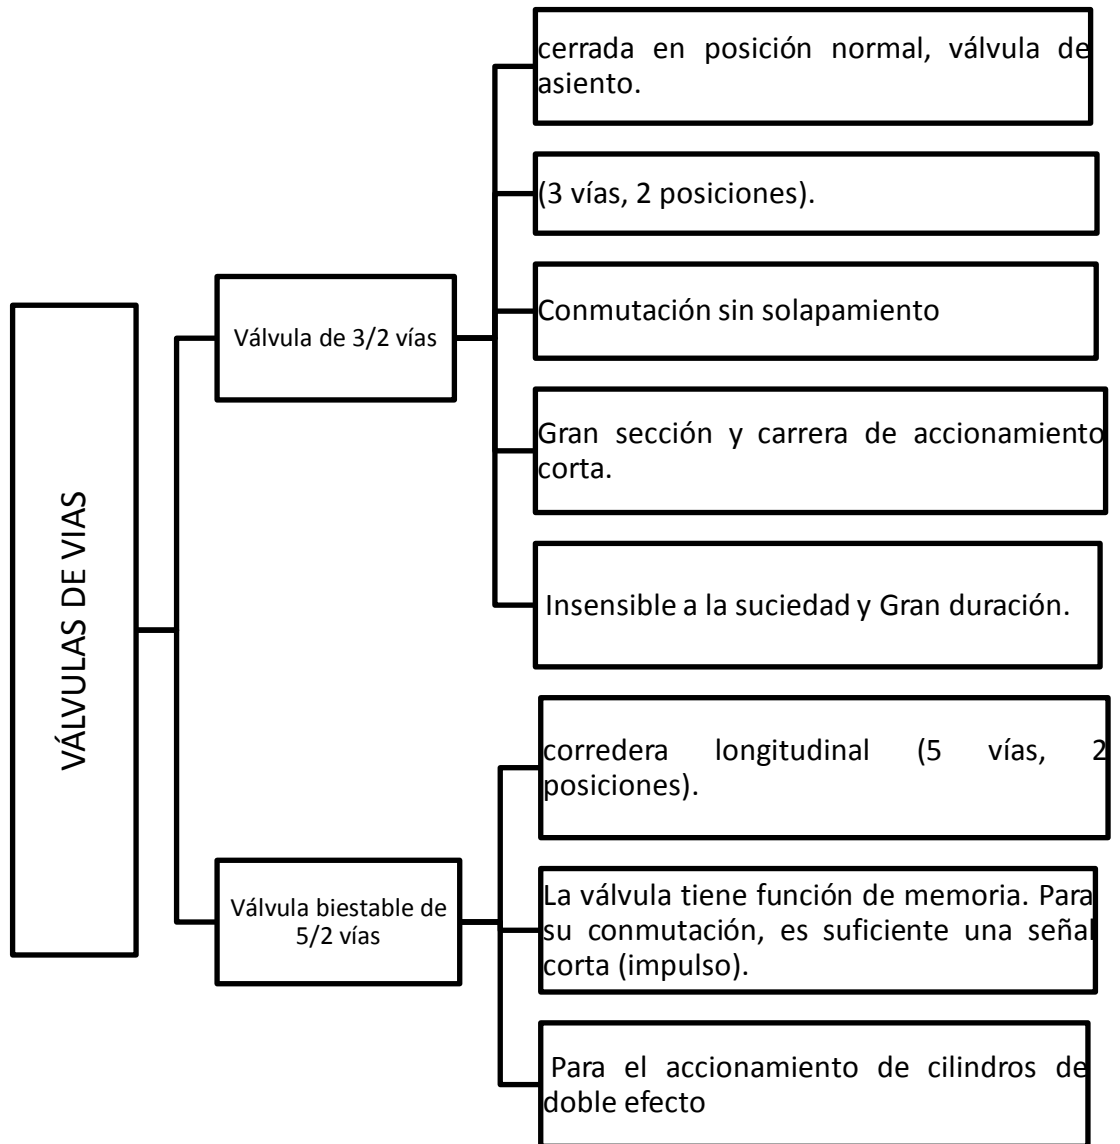 VÁLVULAS DE VIAS
Válvula de 3/2 vías
cerrada en posición normal, válvula de
asiento.
(3 vías, 2 posiciones).
Conmutación sin solapamiento
Gran sección y carrera de accionamiento
corta.
Insensible a la suciedad y Gran duración.
Válvula biestable de
5/2 vías
corredera longitudinal (5 vías, 2
posiciones).
La válvula tiene función de memoria. Para
su conmutación, es suficiente una señal
corta (impulso).
Para el accionamiento de cilindros de
doble efecto